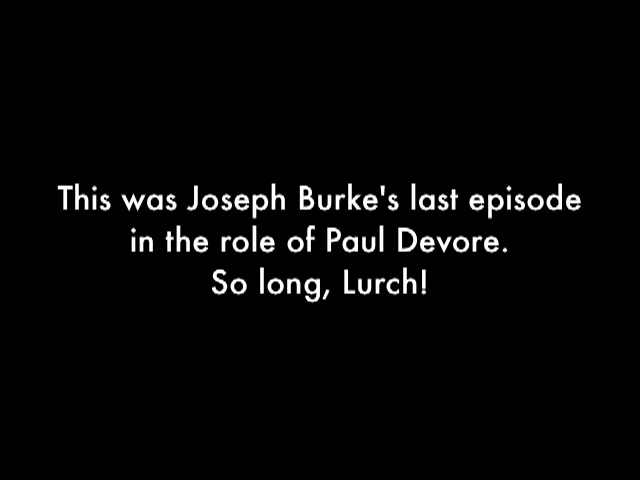 This was Joseph Burke's last episode
in the role of Paul Devore.
So long, Lurch!